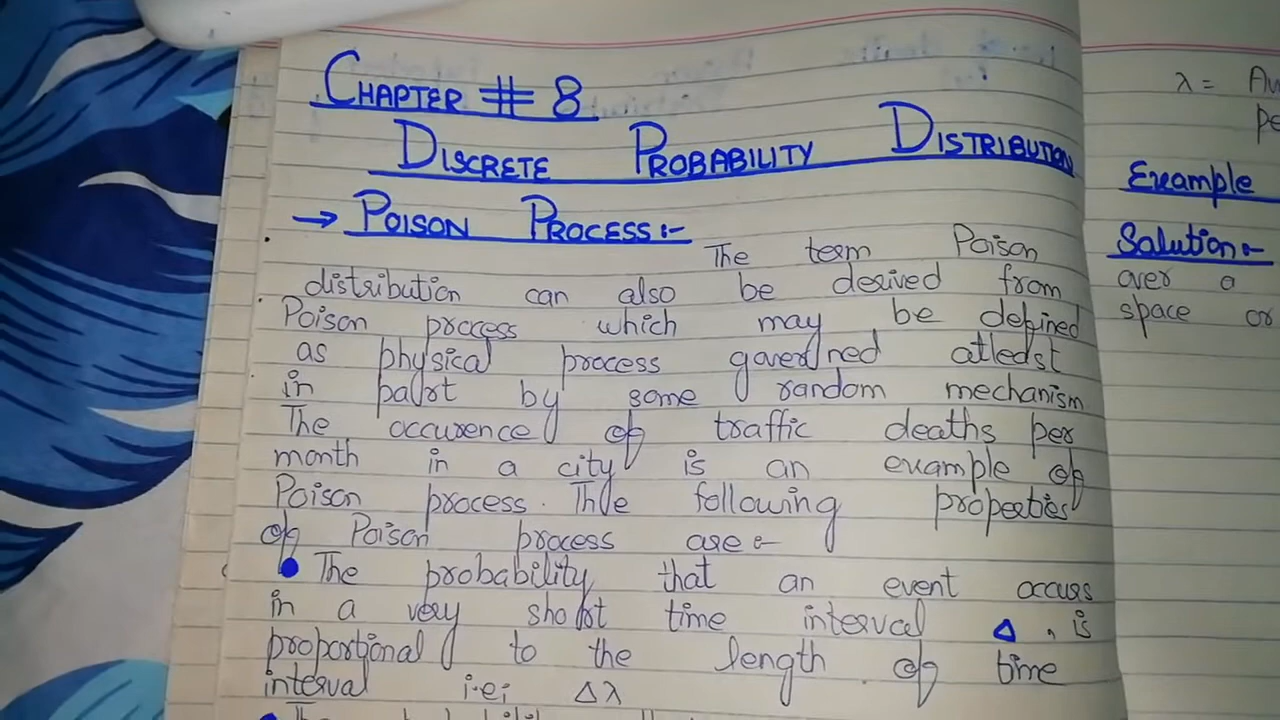 CHAPTER # 8
DISCRETE PROBABILITY DISTRIBUTION
→ POISON PROCESS:-
The term Poison
distribution can also be derived from
Poison process which may be defined
as physical process governed atleast
in part by some random mechanism
The occurence of traffic deaths per
month in a city is an example of
Poison process. The following properties
of Poison process are:-
• The probability that an event occurs
in a very short time interval Δ , is
proportional to the length of time
interval i.e; Δλ
λ =
Example
Solution:-
over a
space or